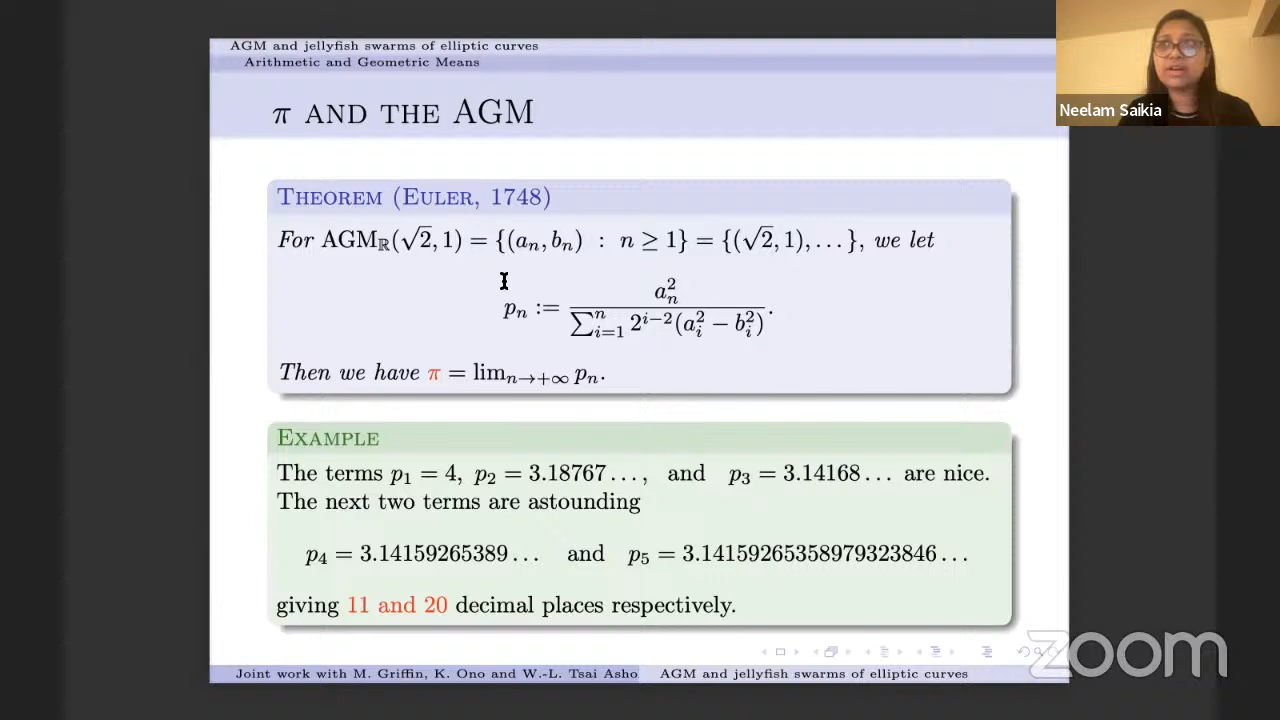 AGM and jellyfish swarms of elliptic curves
Arithmetic and Geometric Means
π AND THE AGM
Neelam Saikia
THEOREM (EULER, 1748)
For AGM_ℝ(√2, 1) = {(a_n, b_n) : n ≥ 1} = {(√2, 1), . . . }, we let
p_n := a_n^2 / ∑_{i=1}^n 2^{i−2}(a_i^2 − b_i^2).
Then we have π = lim_{n→+∞} p_n.
EXAMPLE
The terms p_1 = 4, p_2 = 3.18767 . . . , and p_3 = 3.14168 . . . are nice.
The next two terms are astounding
p_4 = 3.14159265389 . . . and p_5 = 3.14159265358979323846 . . .
giving 11 and 20 decimal places respectively.
zoom
Joint work with M. Griffin, K. Ono and W.-L. Tsai Asho AGM and jellyfish swarms of elliptic curves